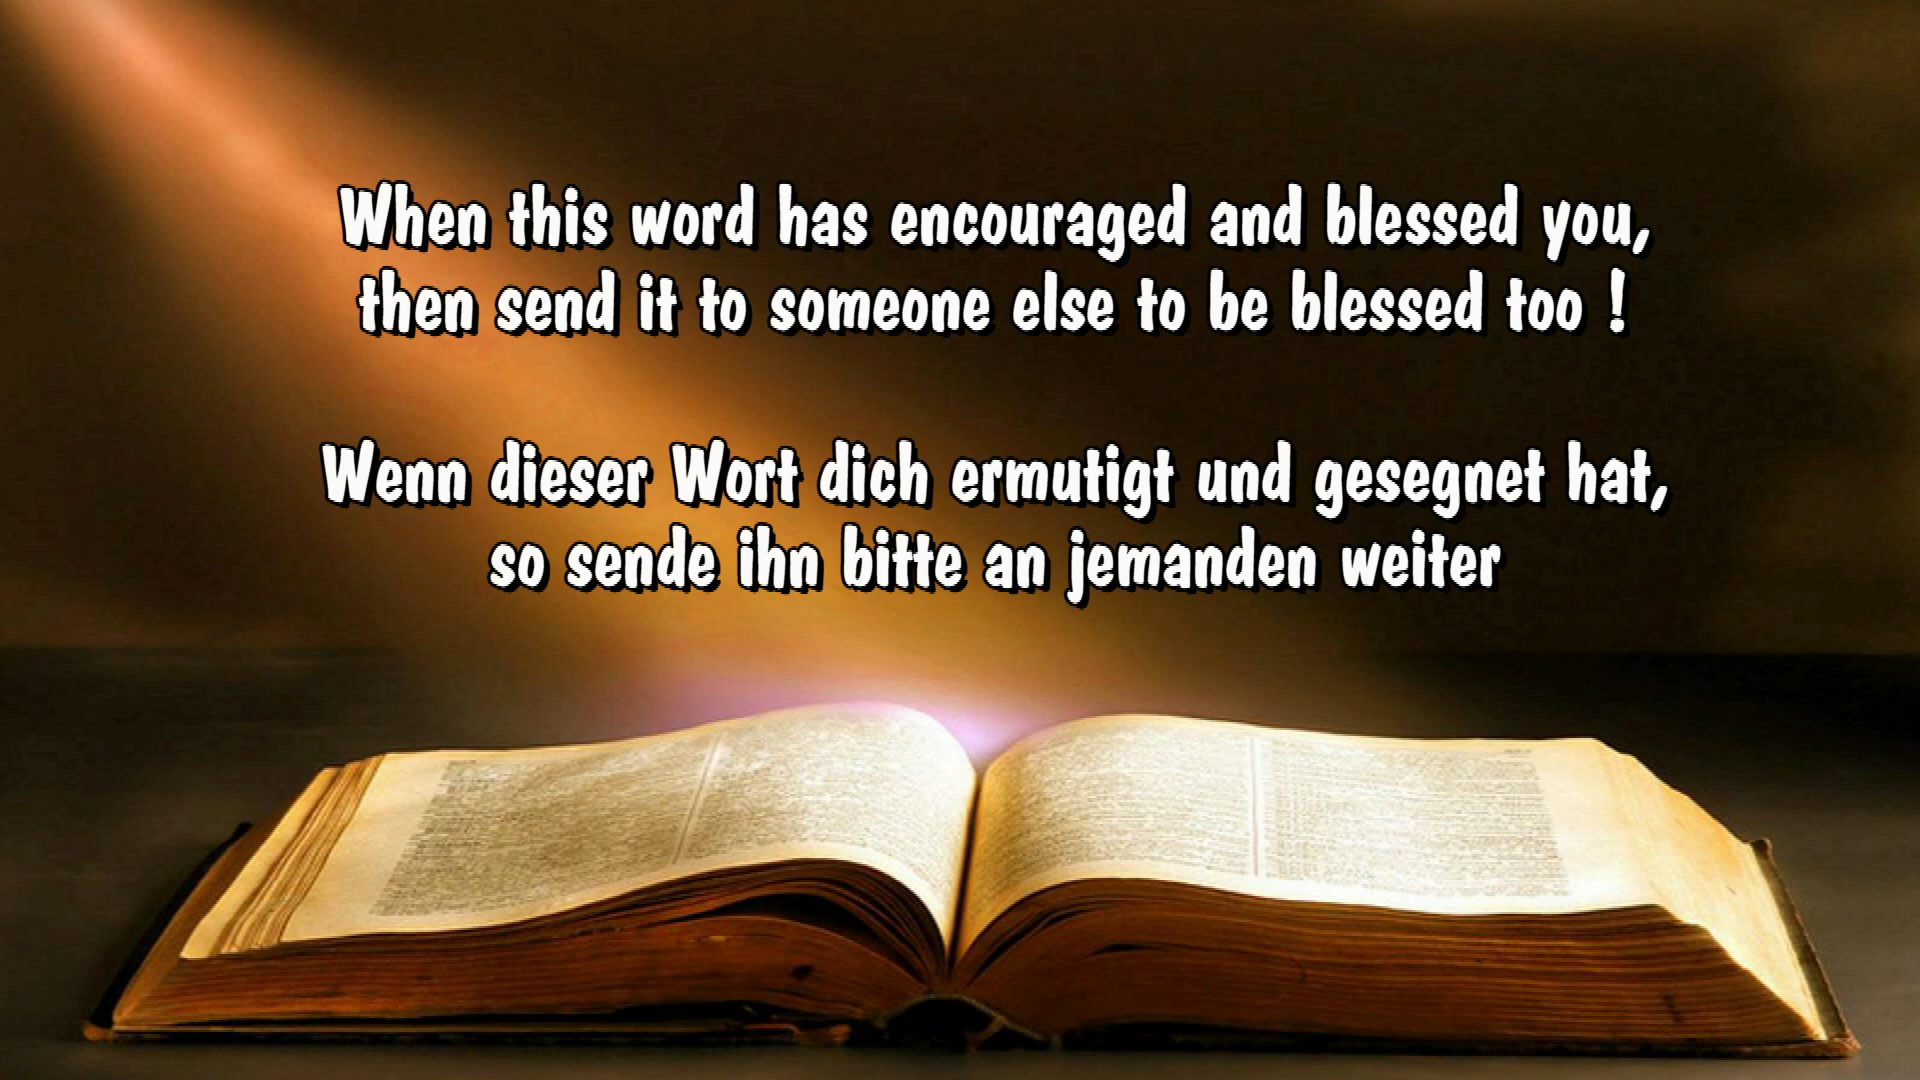 When this word has encouraged and blessed you,
then send it to someone else to be blessed too !
Wenn dieser Wort dich ermutigt und gesegnet hat,
so sende ihn bitte an jemanden weiter